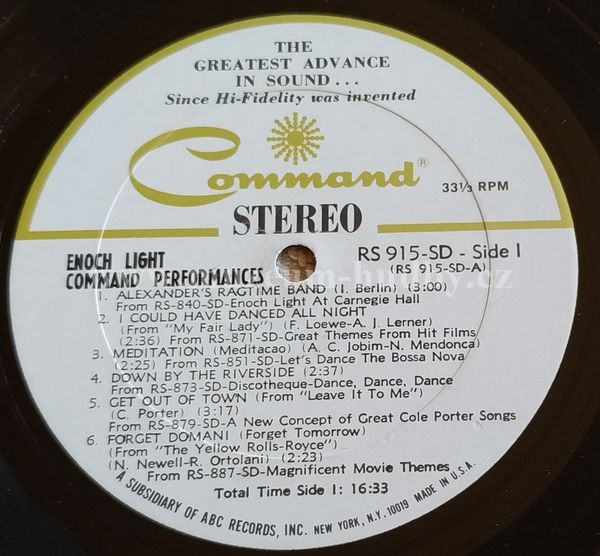 THE
GREATEST ADVANCE
IN SOUND...
Since Hi-Fidelity was invented
Command®
33⅓ RPM
STEREO
ENOCH LIGHT
COMMAND PERFORMANCES
RS 915-SD - Side I
(RS 915-SD-A)
1. ALEXANDER'S RAGTIME BAND (I. Berlin) (3:00)
From RS-840-SD-Enoch Light At Carnegie Hall
2. I COULD HAVE DANCED ALL NIGHT
(From "My Fair Lady") (F. Loewe-A. J. Lerner)
(2:36) From RS-871-SD-Great Themes From Hit Films
3. MEDITATION (Meditacao) (A. C. Jobim-N. Mendonca)
(2:25) From RS-851-SD-Let's Dance The Bossa Nova
4. DOWN BY THE RIVERSIDE (2:37)
From RS-873-SD-Discotheque-Dance, Dance, Dance
5. GET OUT OF TOWN (From "Leave It To Me")
(C. Porter) (3:17)
From RS-879-SD-A New Concept of Great Cole Porter Songs
6. FORGET DOMANI (Forget Tomorrow)
(From "The Yellow Rolls-Royce")
(N. Newell-R. Ortolani) (2:23)
From RS-887-SD-Magnificent Movie Themes
Total Time Side I: 16:33
A SUBSIDIARY OF ABC RECORDS, INC. NEW YORK, N.Y. 10019 MADE IN U.S.A.